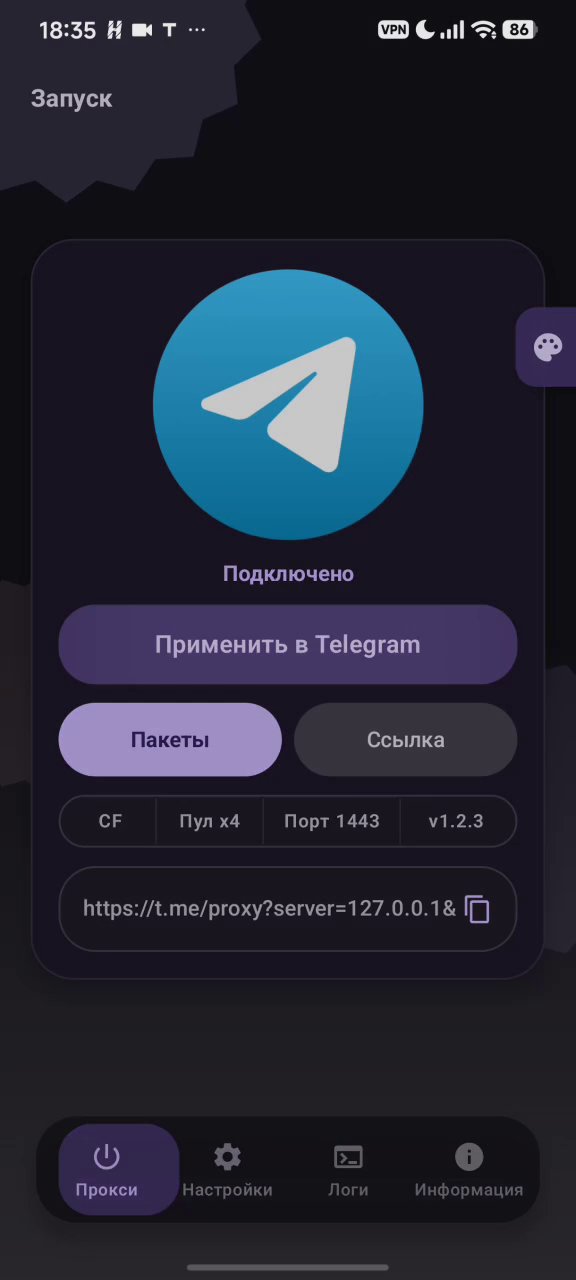 18:35 VPN 86
Запуск
Подключено
Применить в Telegram
Пакеты Ссылка
CF Пул x4 Порт 1443 v1.2.3
https://t.me/proxy?server=127.0.0.1&
Прокси Настройки Логи Информация